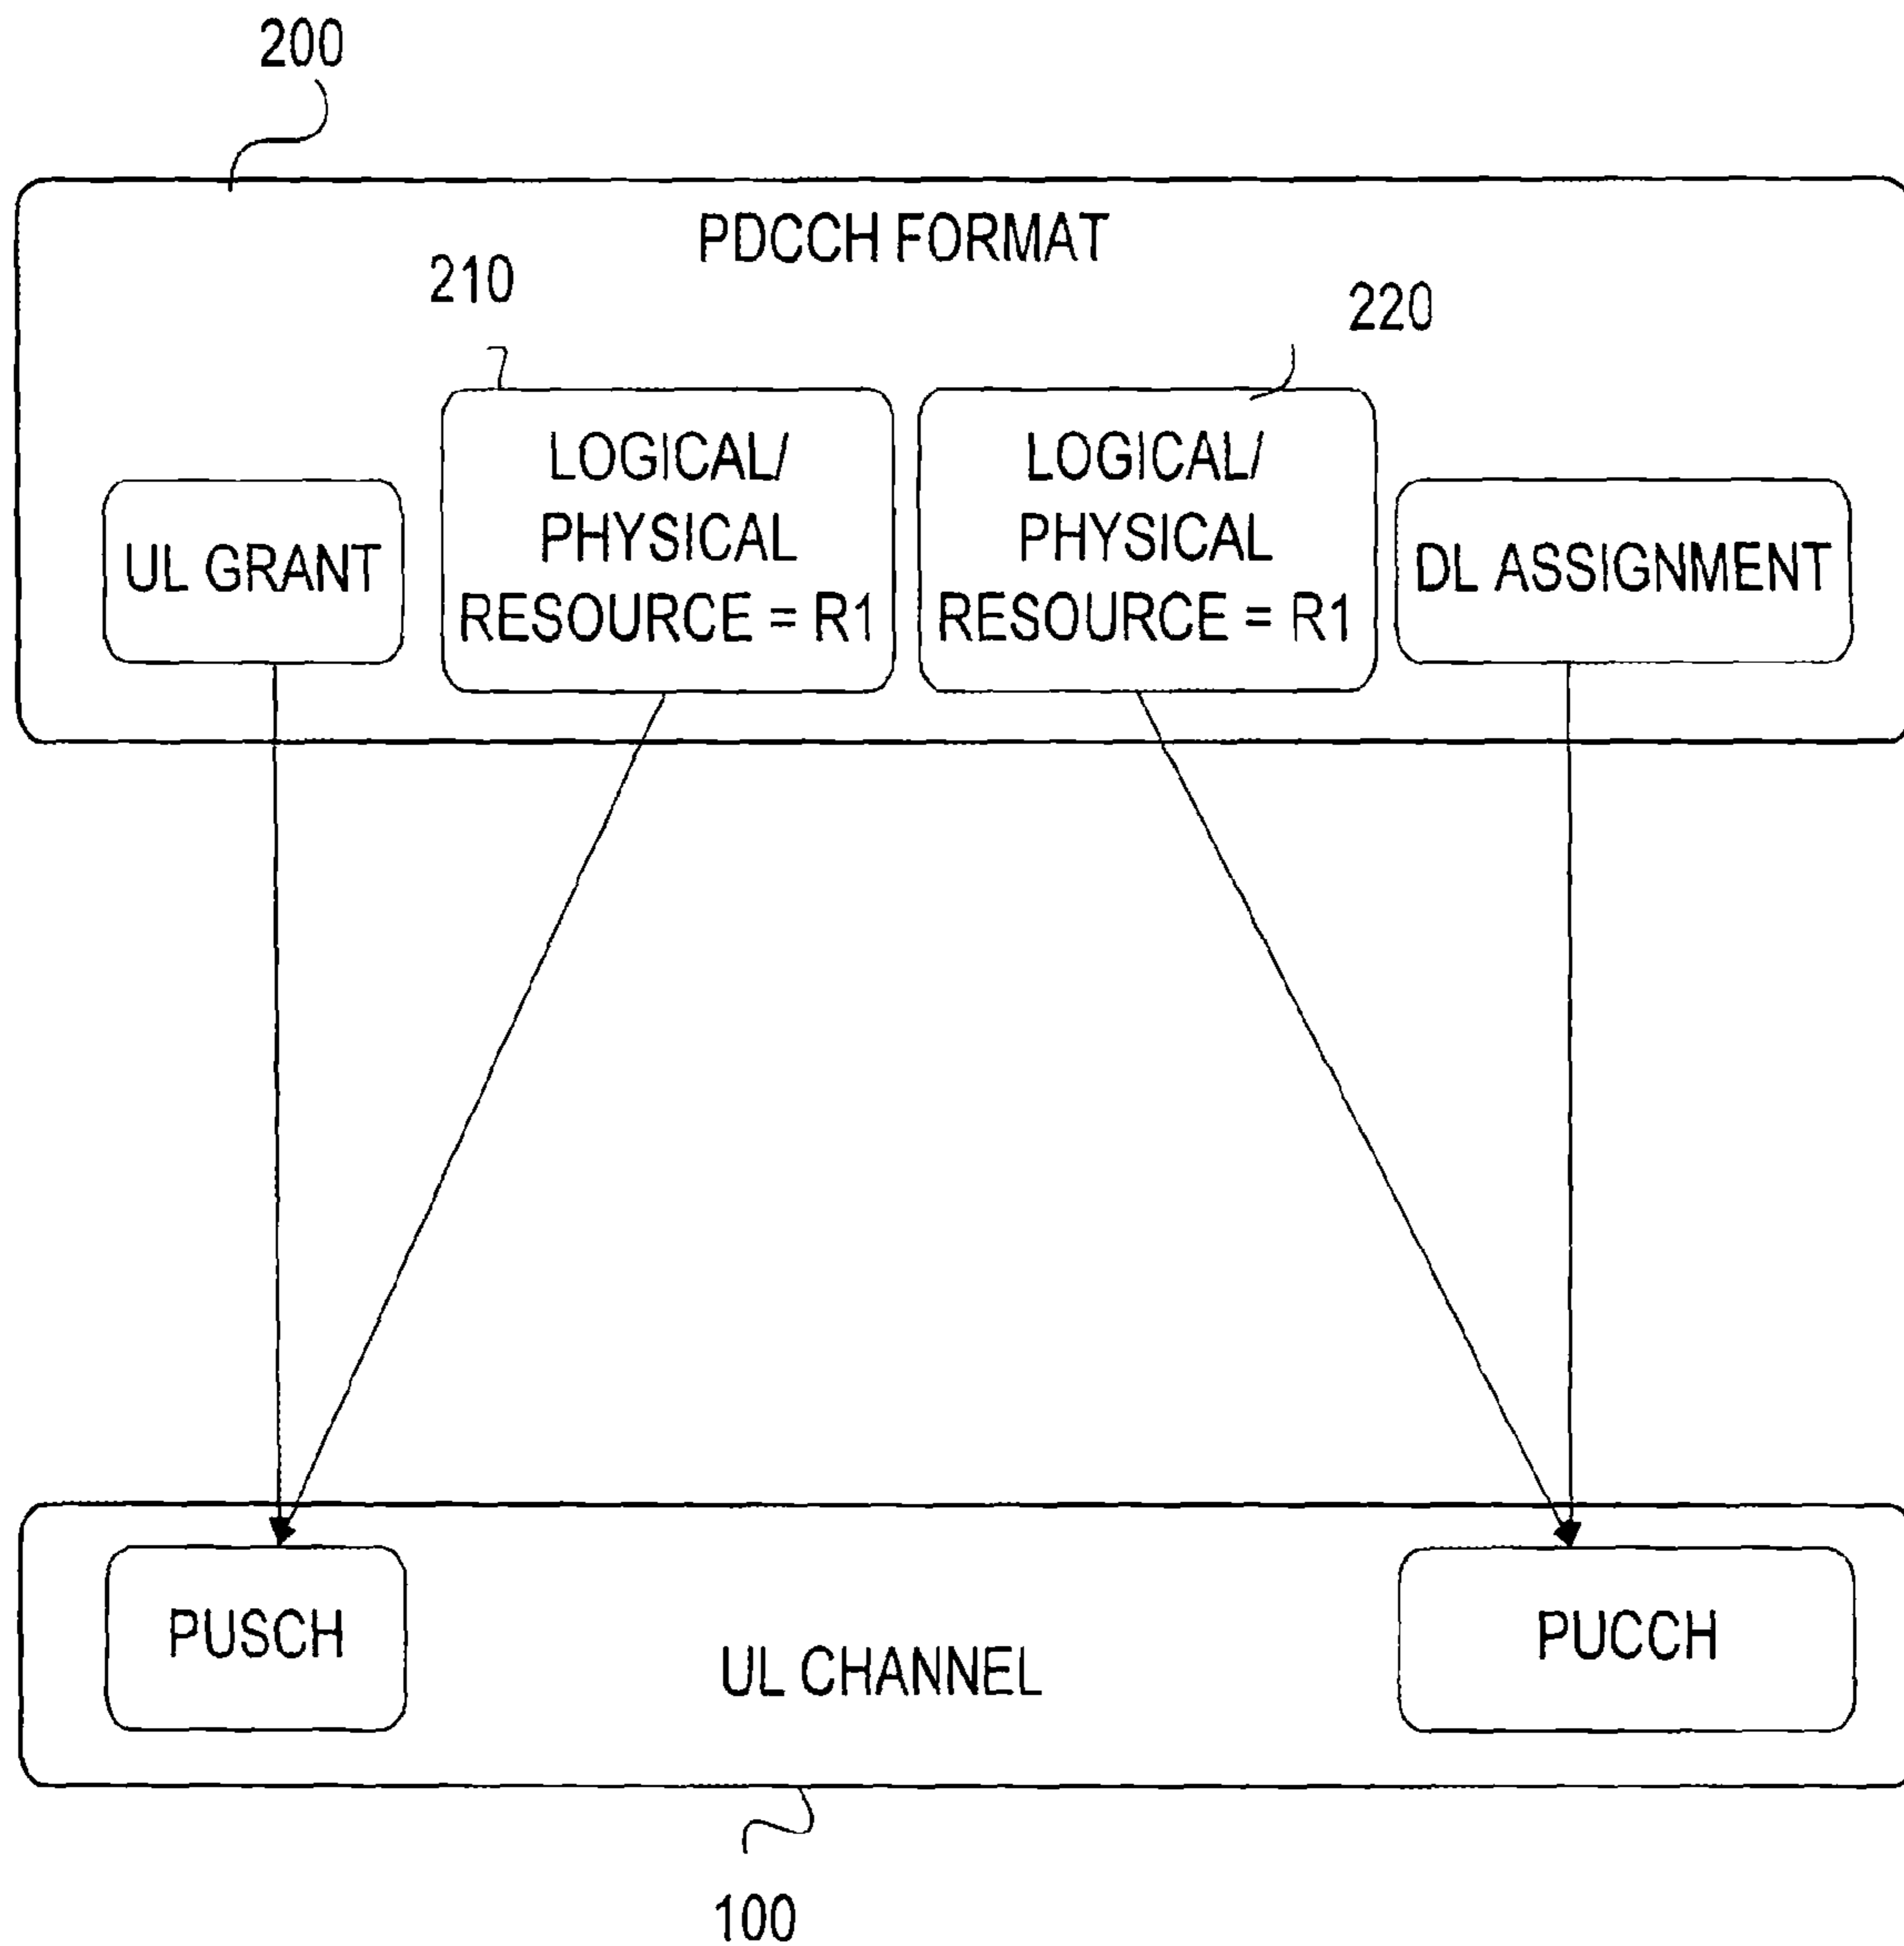 200
PDCCH FORMAT
210
220
LOGICAL/
PHYSICAL
RESOURCE = R1
LOGICAL/
PHYSICAL
RESOURCE = R1
UL GRANT
DL ASSIGNMENT
PUSCH
UL CHANNEL
PUCCH
100